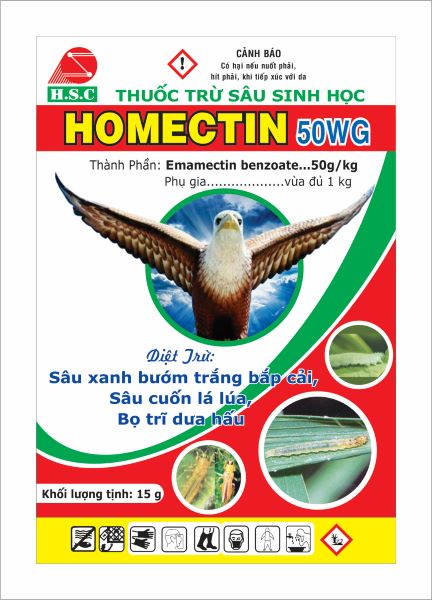 CẢNH BÁO
Có hại nếu nuốt phải,
hít phải, khi tiếp xúc với da
H.S.C
THUỐC TRỪ SÂU SINH HỌC
HOMECTIN 50WG
Thành Phần: Emamectin benzoate...50g/kg
Phụ gia...................vừa đủ 1 kg
Diệt Trừ:
Sâu xanh bướm trắng bắp cải,
Sâu cuốn lá lúa,
Bọ trĩ dưa hấu
Khối lượng tịnh: 15 g